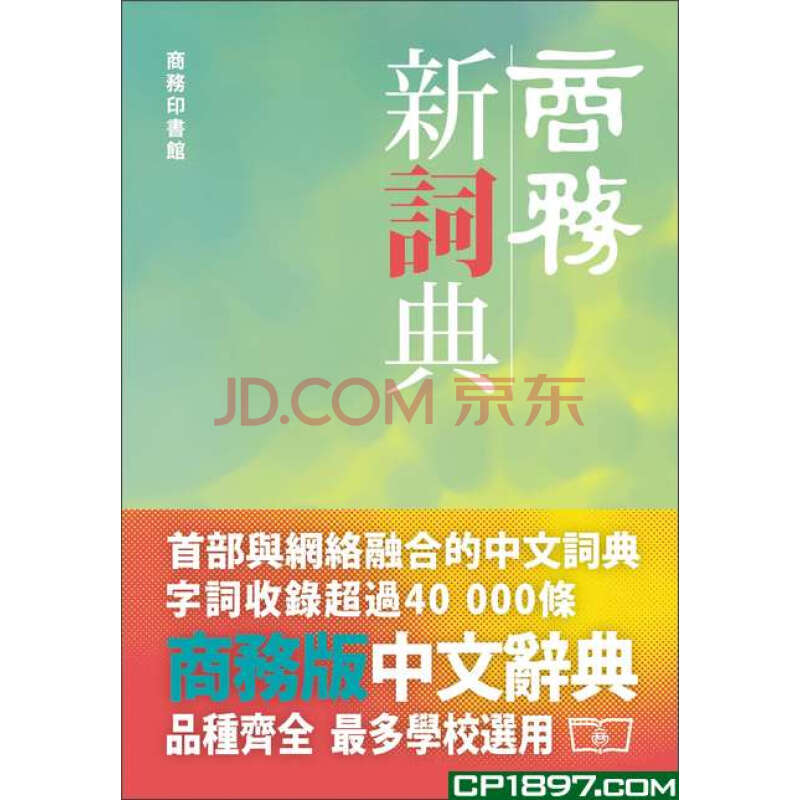 商務
新詞典
商務印書館
JD.COM 京东
首部與網絡融合的中文詞典
字詞收錄超過40 000條
商務版中文辭典
品種齊全 最多學校選用
CP1897.COM